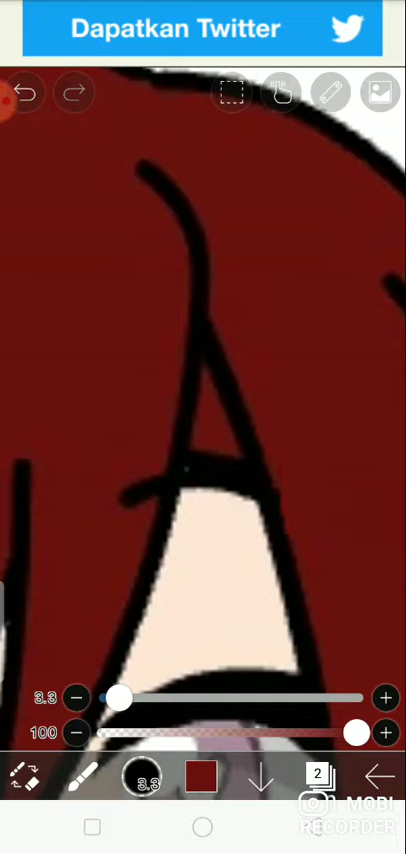 Dapatkan Twitter
3.3
100
3.3
2
MOBI
RECORDER